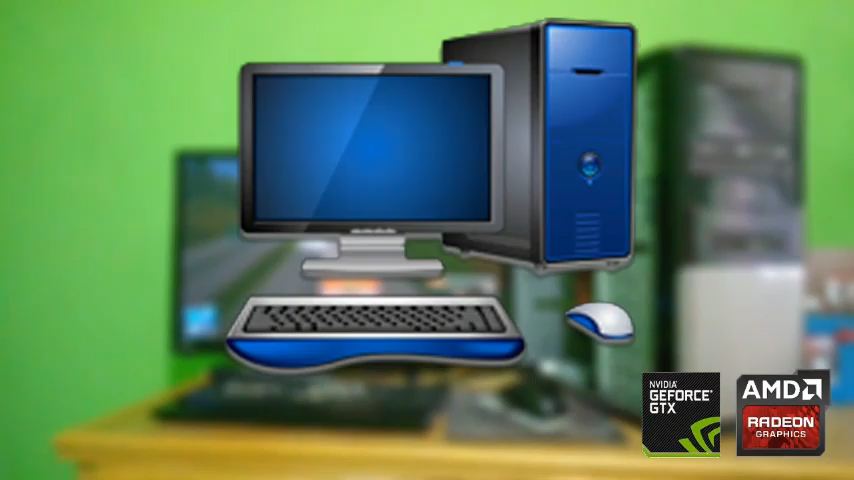 NVIDIA
GEFORCE
GTX
AMD
RADEON
GRAPHICS